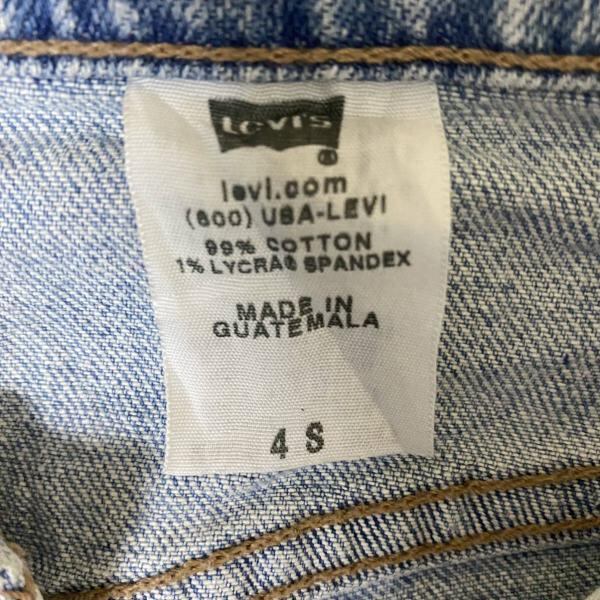 LEVI'S
®
levi.com
(800) USA-LEVI
99% COTTON
1% LYCRA® SPANDEX
MADE IN
GUATEMALA
4 S